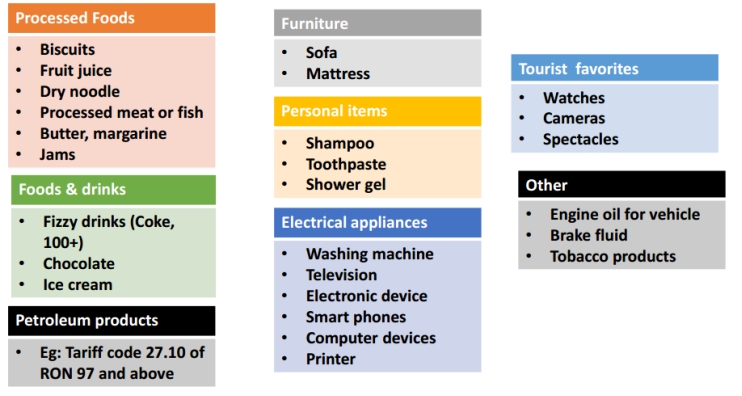 Processed Foods
• Biscuits
• Fruit juice
• Dry noodle
• Processed meat or fish
• Butter, margarine
• Jams
Foods & drinks
• Fizzy drinks (Coke,
100+)
• Chocolate
• Ice cream
Petroleum products
• Eg: Tariff code 27.10 of
RON 97 and above
Furniture
• Sofa
• Mattress
Personal items
• Shampoo
• Toothpaste
• Shower gel
Electrical appliances
• Washing machine
• Television
• Electronic device
• Smart phones
• Computer devices
• Printer
Tourist favorites
• Watches
• Cameras
• Spectacles
Other
• Engine oil for vehicle
• Brake fluid
• Tobacco products